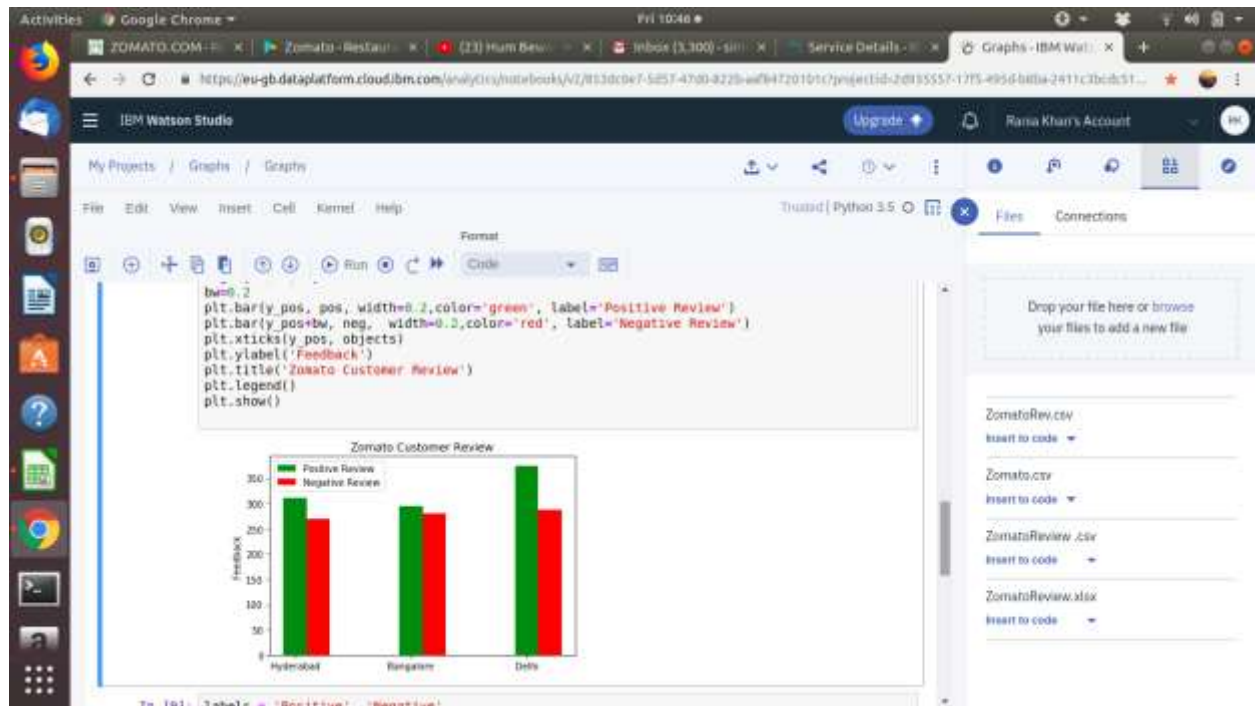 Activities Google Chrome Fri 10:46
ZOMATO.COM Zomato - Restaur (23) Hum Bew Inbox (3,300) - Service Details - Graphs - IBM Wat
IBM Watson Studio Upgrade Rania Khan's Account
My Projects / Graphs / Graphs
File Edit View Insert Cell Kernel Help Trusted | Python 3.5 Files Connections
Format
Run Code
bw=0.2
plt.bar(y_pos, pos, width=0.2,color='green', label='Positive Review')
plt.bar(y_pos+bw, neg, width=0.2,color='red', label='Negative Review')
plt.xticks(y_pos, objects)
plt.ylabel('Feedback')
plt.title('Zomato Customer Review')
plt.legend()
plt.show()
Zomato Customer Review
Positive Review
Negative Review
350
300
250
200
150
100
50
0
Feedback
Hyderabad Bangalore Delhi
labels = 'Positive', 'Negative'
Drop your file here or browse
your files to add a new file
ZomatoRev.csv
Insert to code
Zomato.csv
Insert to code
ZomatoReview .csv
Insert to code
ZomatoReview.xlsx
Insert to code